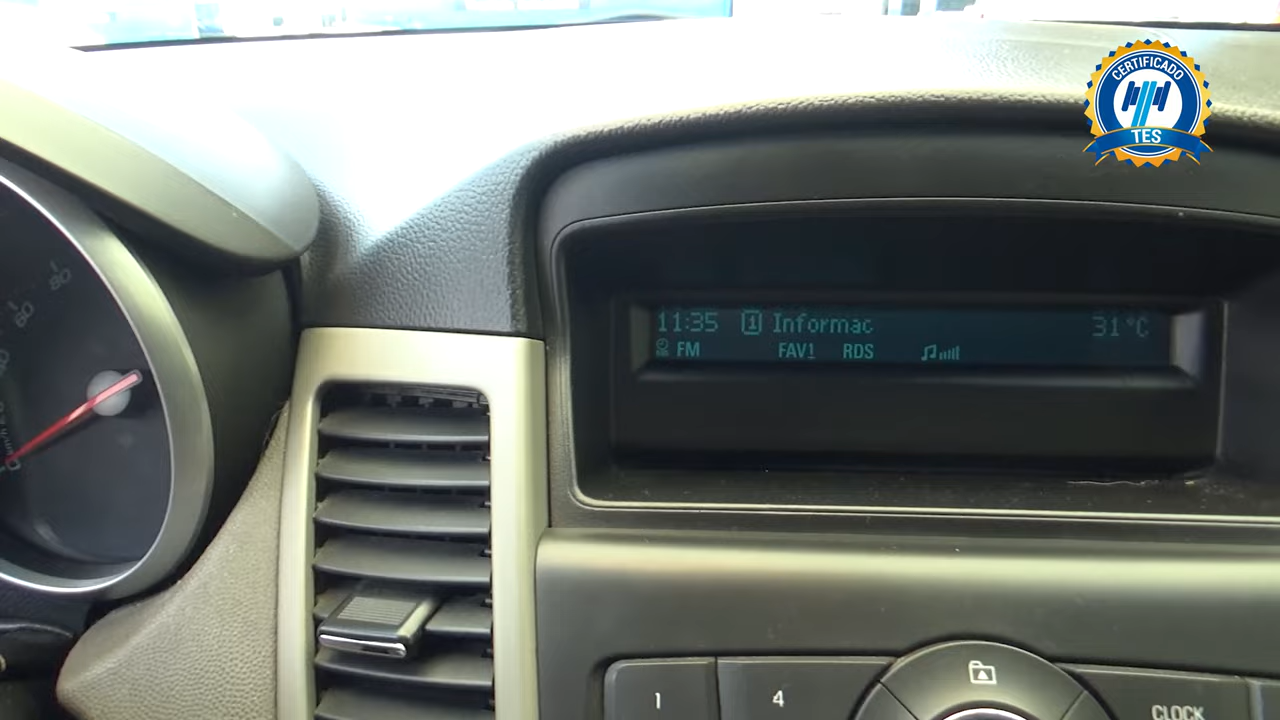 CERTIFICADO
TES
11:35 1 Informac 31°C
FM FAV1 RDS
80
60
1
4
CLOCK